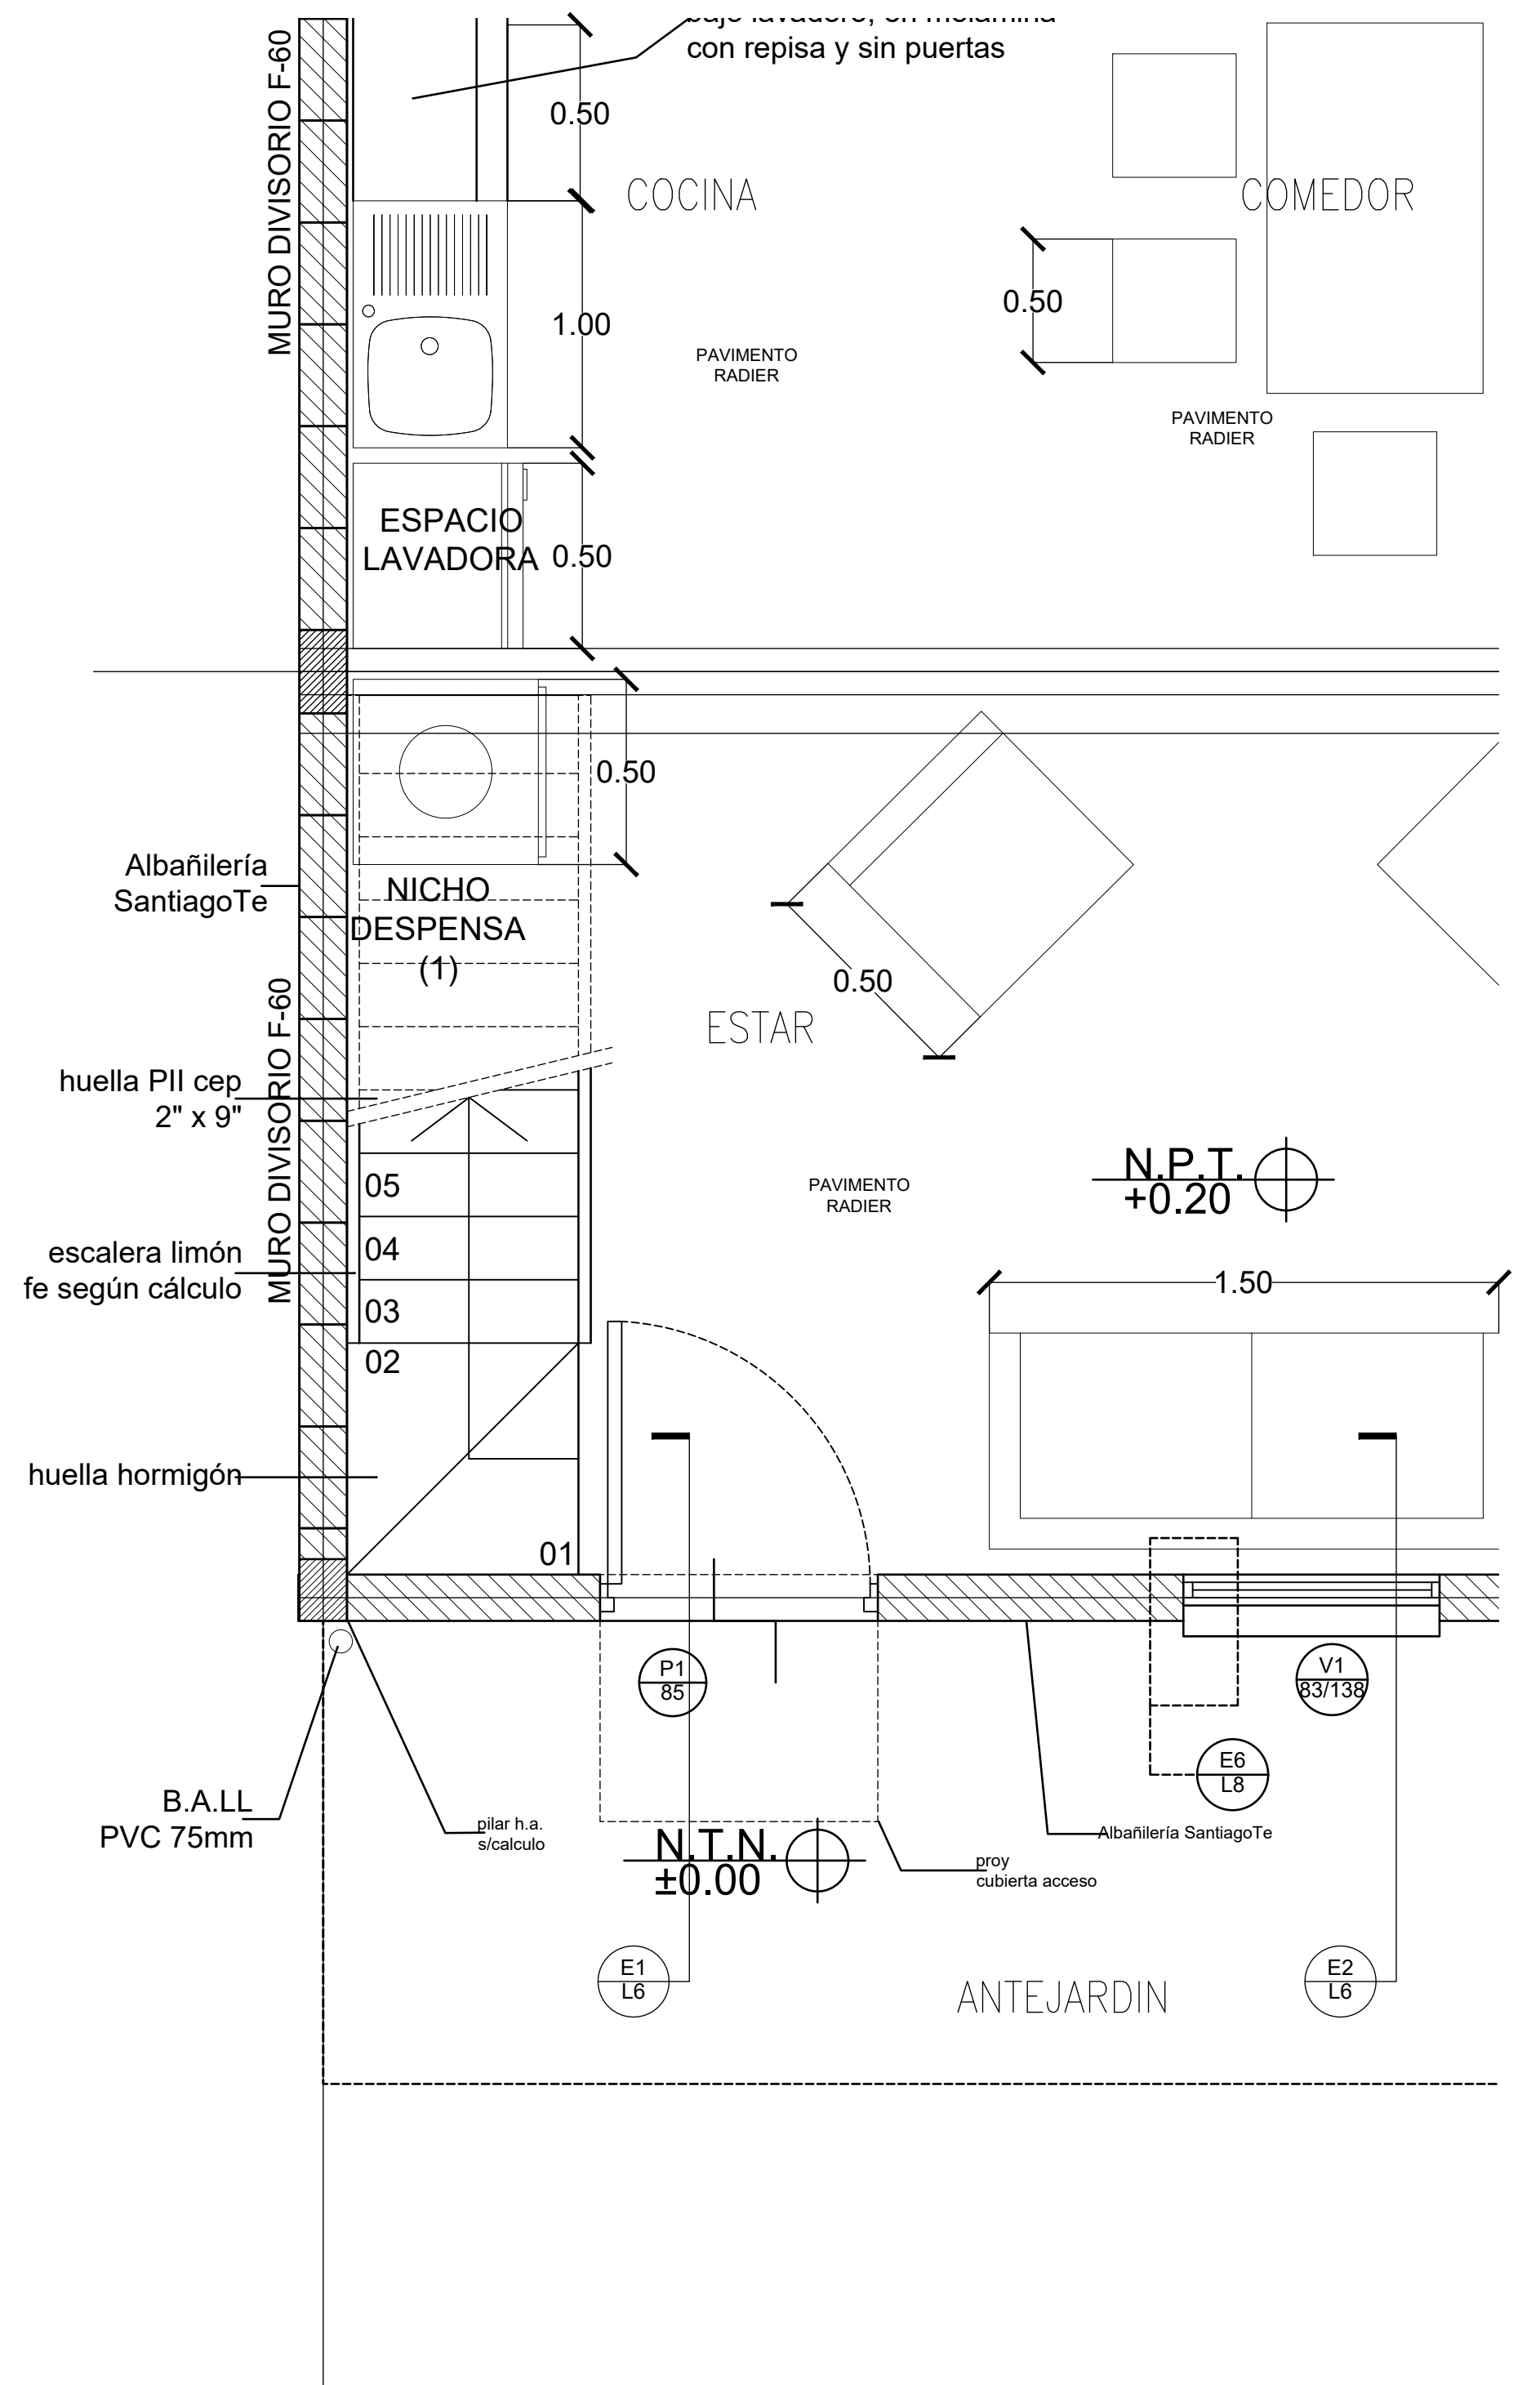 bajo lavadero, en melamina
con repisa y sin puertas
MURO DIVISORIO F-60
0.50
COCINA
COMEDOR
0.50
1.00
PAVIMENTO
RADIER
PAVIMENTO
RADIER
ESPACIO
LAVADORA
0.50
0.50
Albañilería
SantiagoTe
NICHO
DESPENSA
(1)
0.50
ESTAR
MURO DIVISORIO F-60
huella PII cep
2" x 9"
05
PAVIMENTO
RADIER
N.P.T.
+0.20
04
escalera limón
fe según cálculo
03
1.50
02
huella hormigón
01
P1
85
V1
83/138
E6
L8
B.A.LL
PVC 75mm
pilar h.a.
s/calculo
N.T.N.
±0.00
Albañilería SantiagoTe
proy
cubierta acceso
E1
L6
ANTEJARDIN
E2
L6